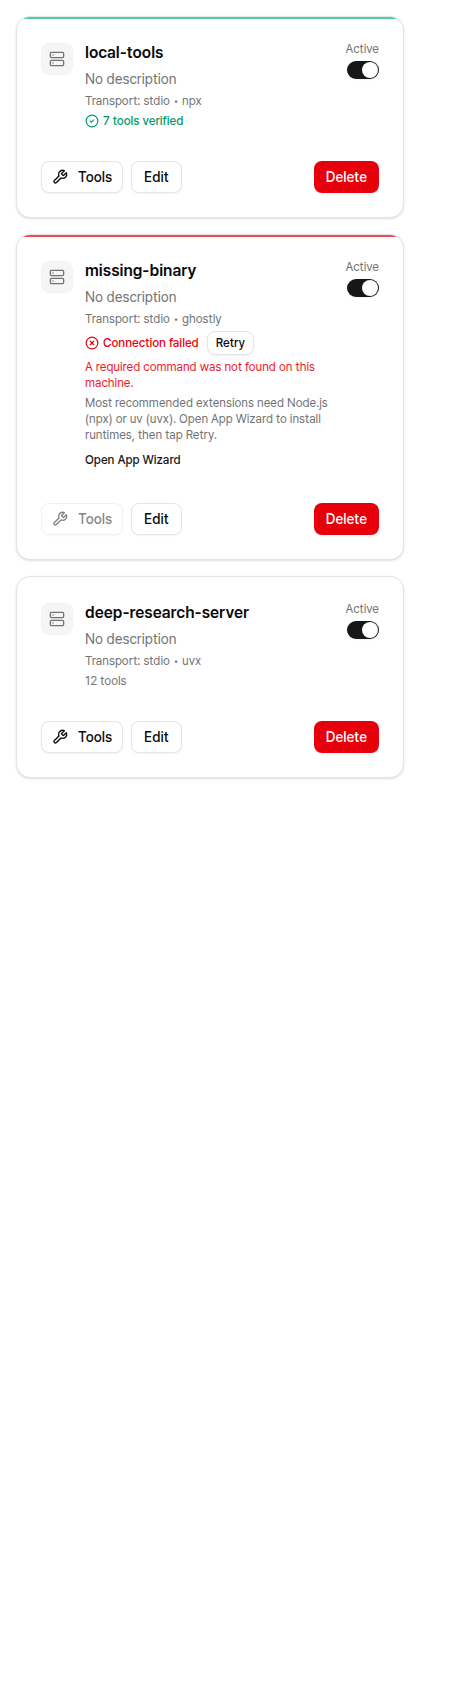 local-tools
Active
No description
Transport: stdio • npx
7 tools verified
Tools
Edit
Delete
missing-binary
Active
No description
Transport: stdio • ghostly
Connection failed
Retry
A required command was not found on this
machine.
Most recommended extensions need Node.js
(npx) or uv (uvx). Open App Wizard to install
runtimes, then tap Retry.
Open App Wizard
Tools
Edit
Delete
deep-research-server
Active
No description
Transport: stdio • uvx
12 tools
Tools
Edit
Delete